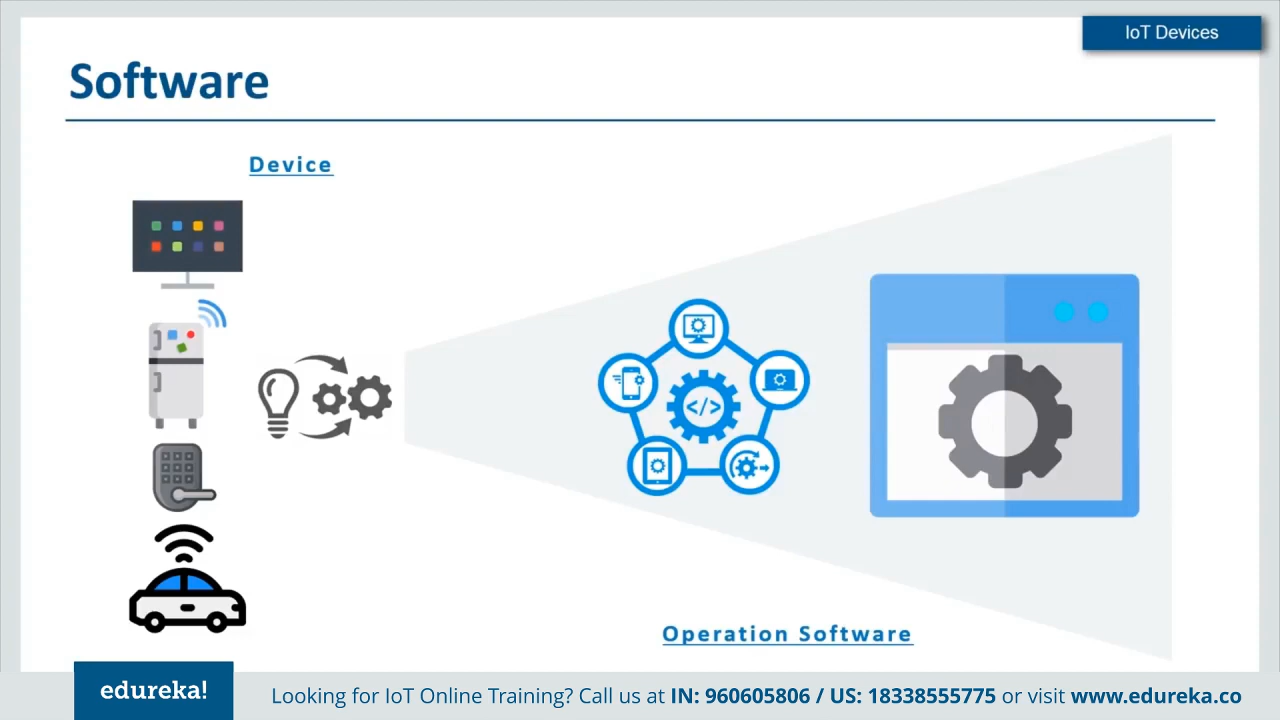 IoT Devices
Software
Device
</>
Operation Software
edureka!
Looking for IoT Online Training? Call us at IN: 960605806 / US: 18338555775 or visit www.edureka.co